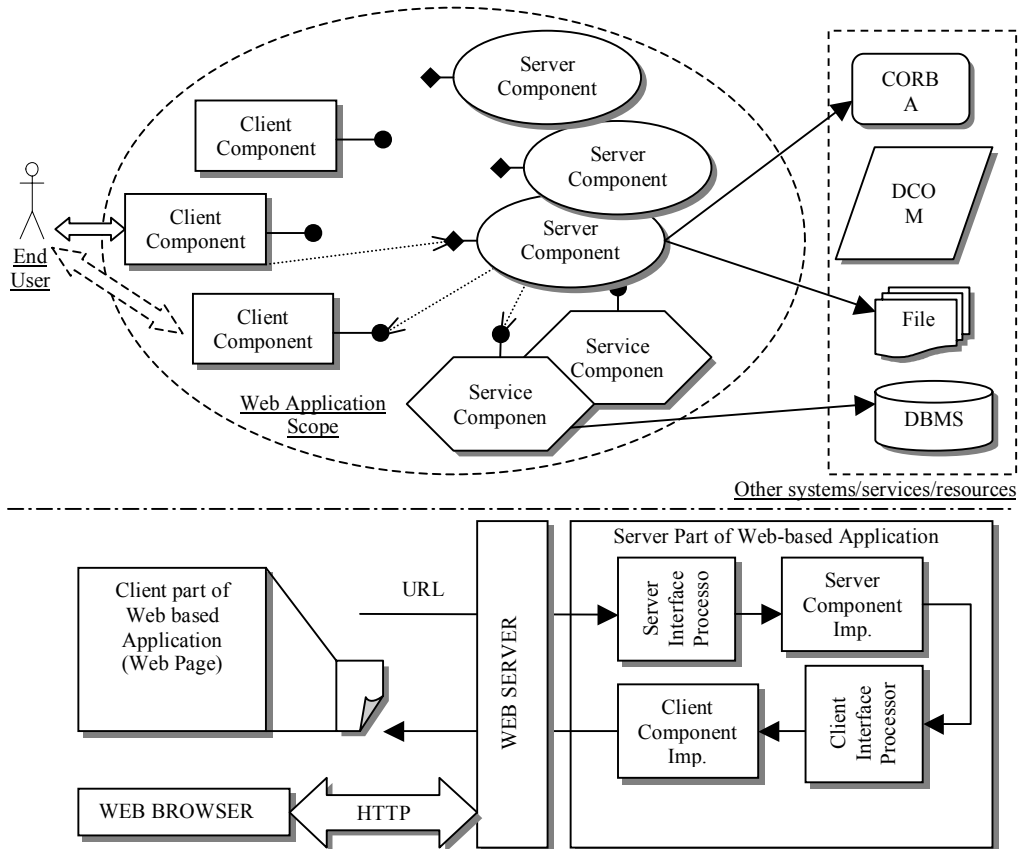 Server
Component
CORB
A
Client
Component
Server
Component
DCO
M
Client
Component
Server
Component
End
User
Client
Component
File
Service
Componen
Service
Componen
Web Application
Scope
DBMS
Other systems/services/resources
Server Part of Web-based Application
Client part of
Web based
Application
(Web Page)
URL
WEB SERVER
Server
Interface
Processo
Server
Component
Imp.
Client
Component
Imp.
Client
Interface
Processor
WEB BROWSER
HTTP